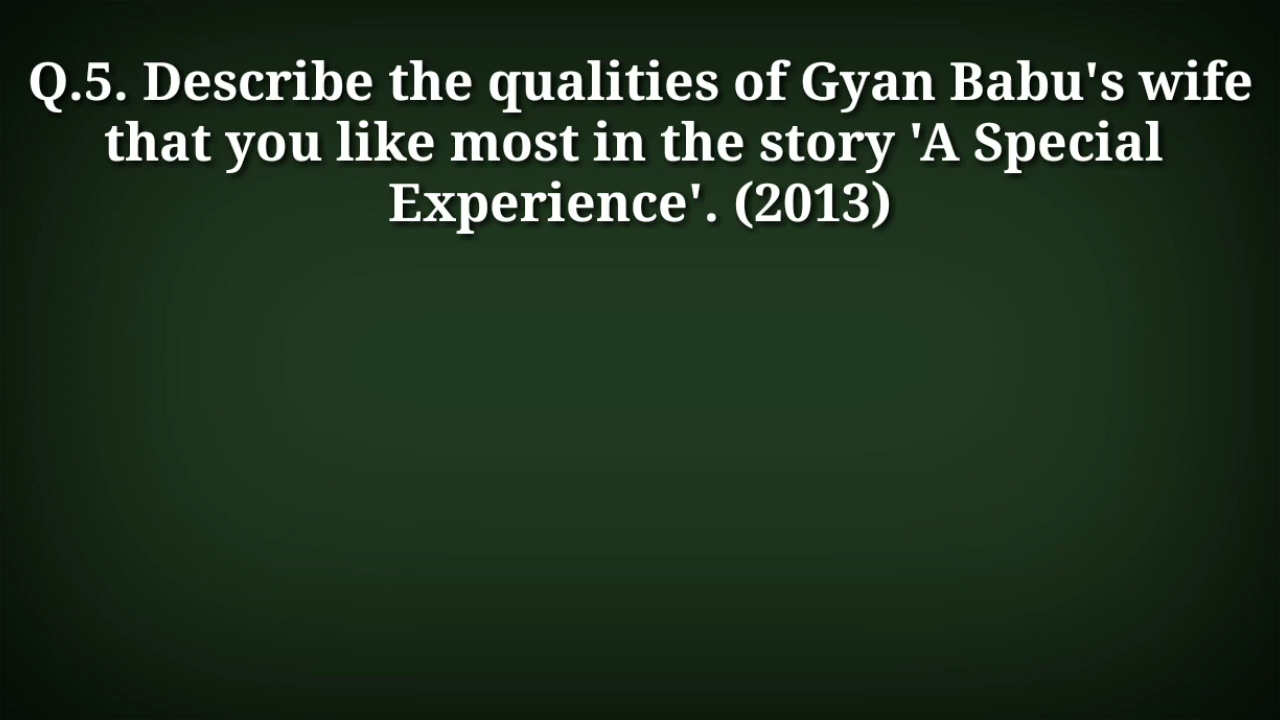 Q.5. Describe the qualities of Gyan Babu's wife
that you like most in the story 'A Special
Experience'. (2013)